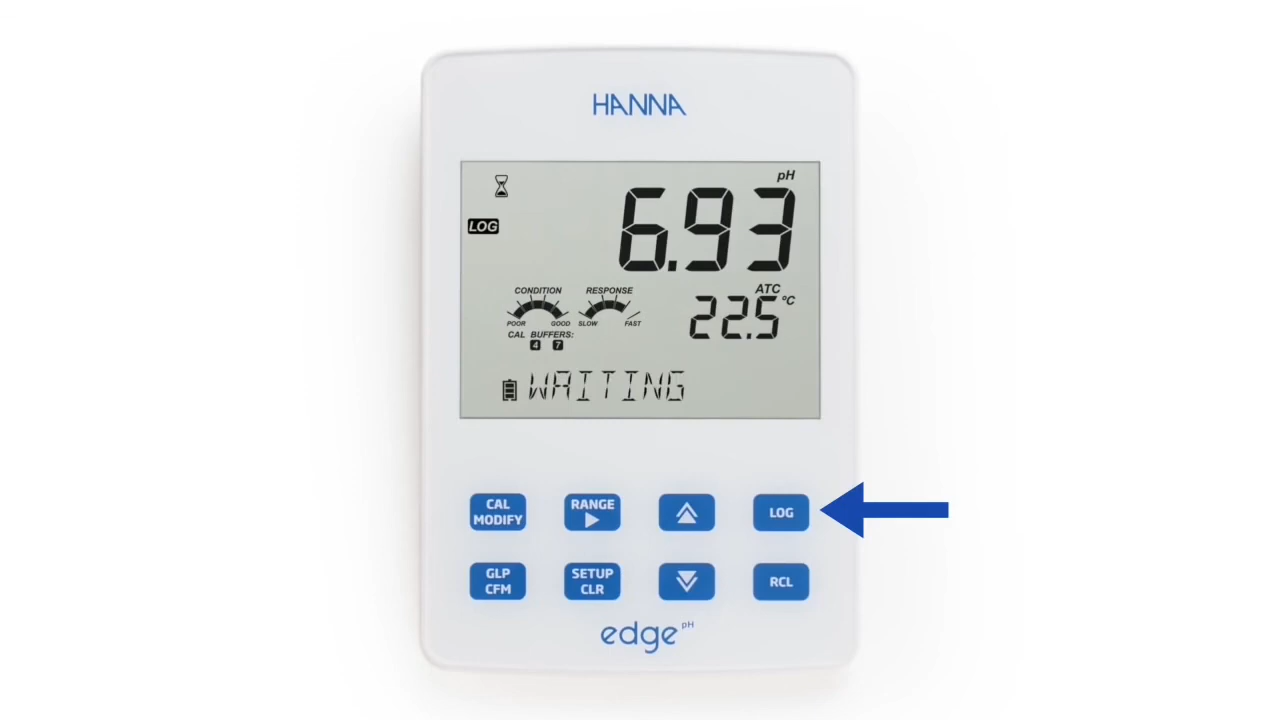 HANNA
pH
6.93
LOG
CONDITION RESPONSE
ATC
22.5 °C
POOR GOOD SLOW FAST
CAL BUFFERS:
4 7
WAITING
CAL MODIFY
RANGE
LOG
GLP CFM
SETUP CLR
RCL
edge pH